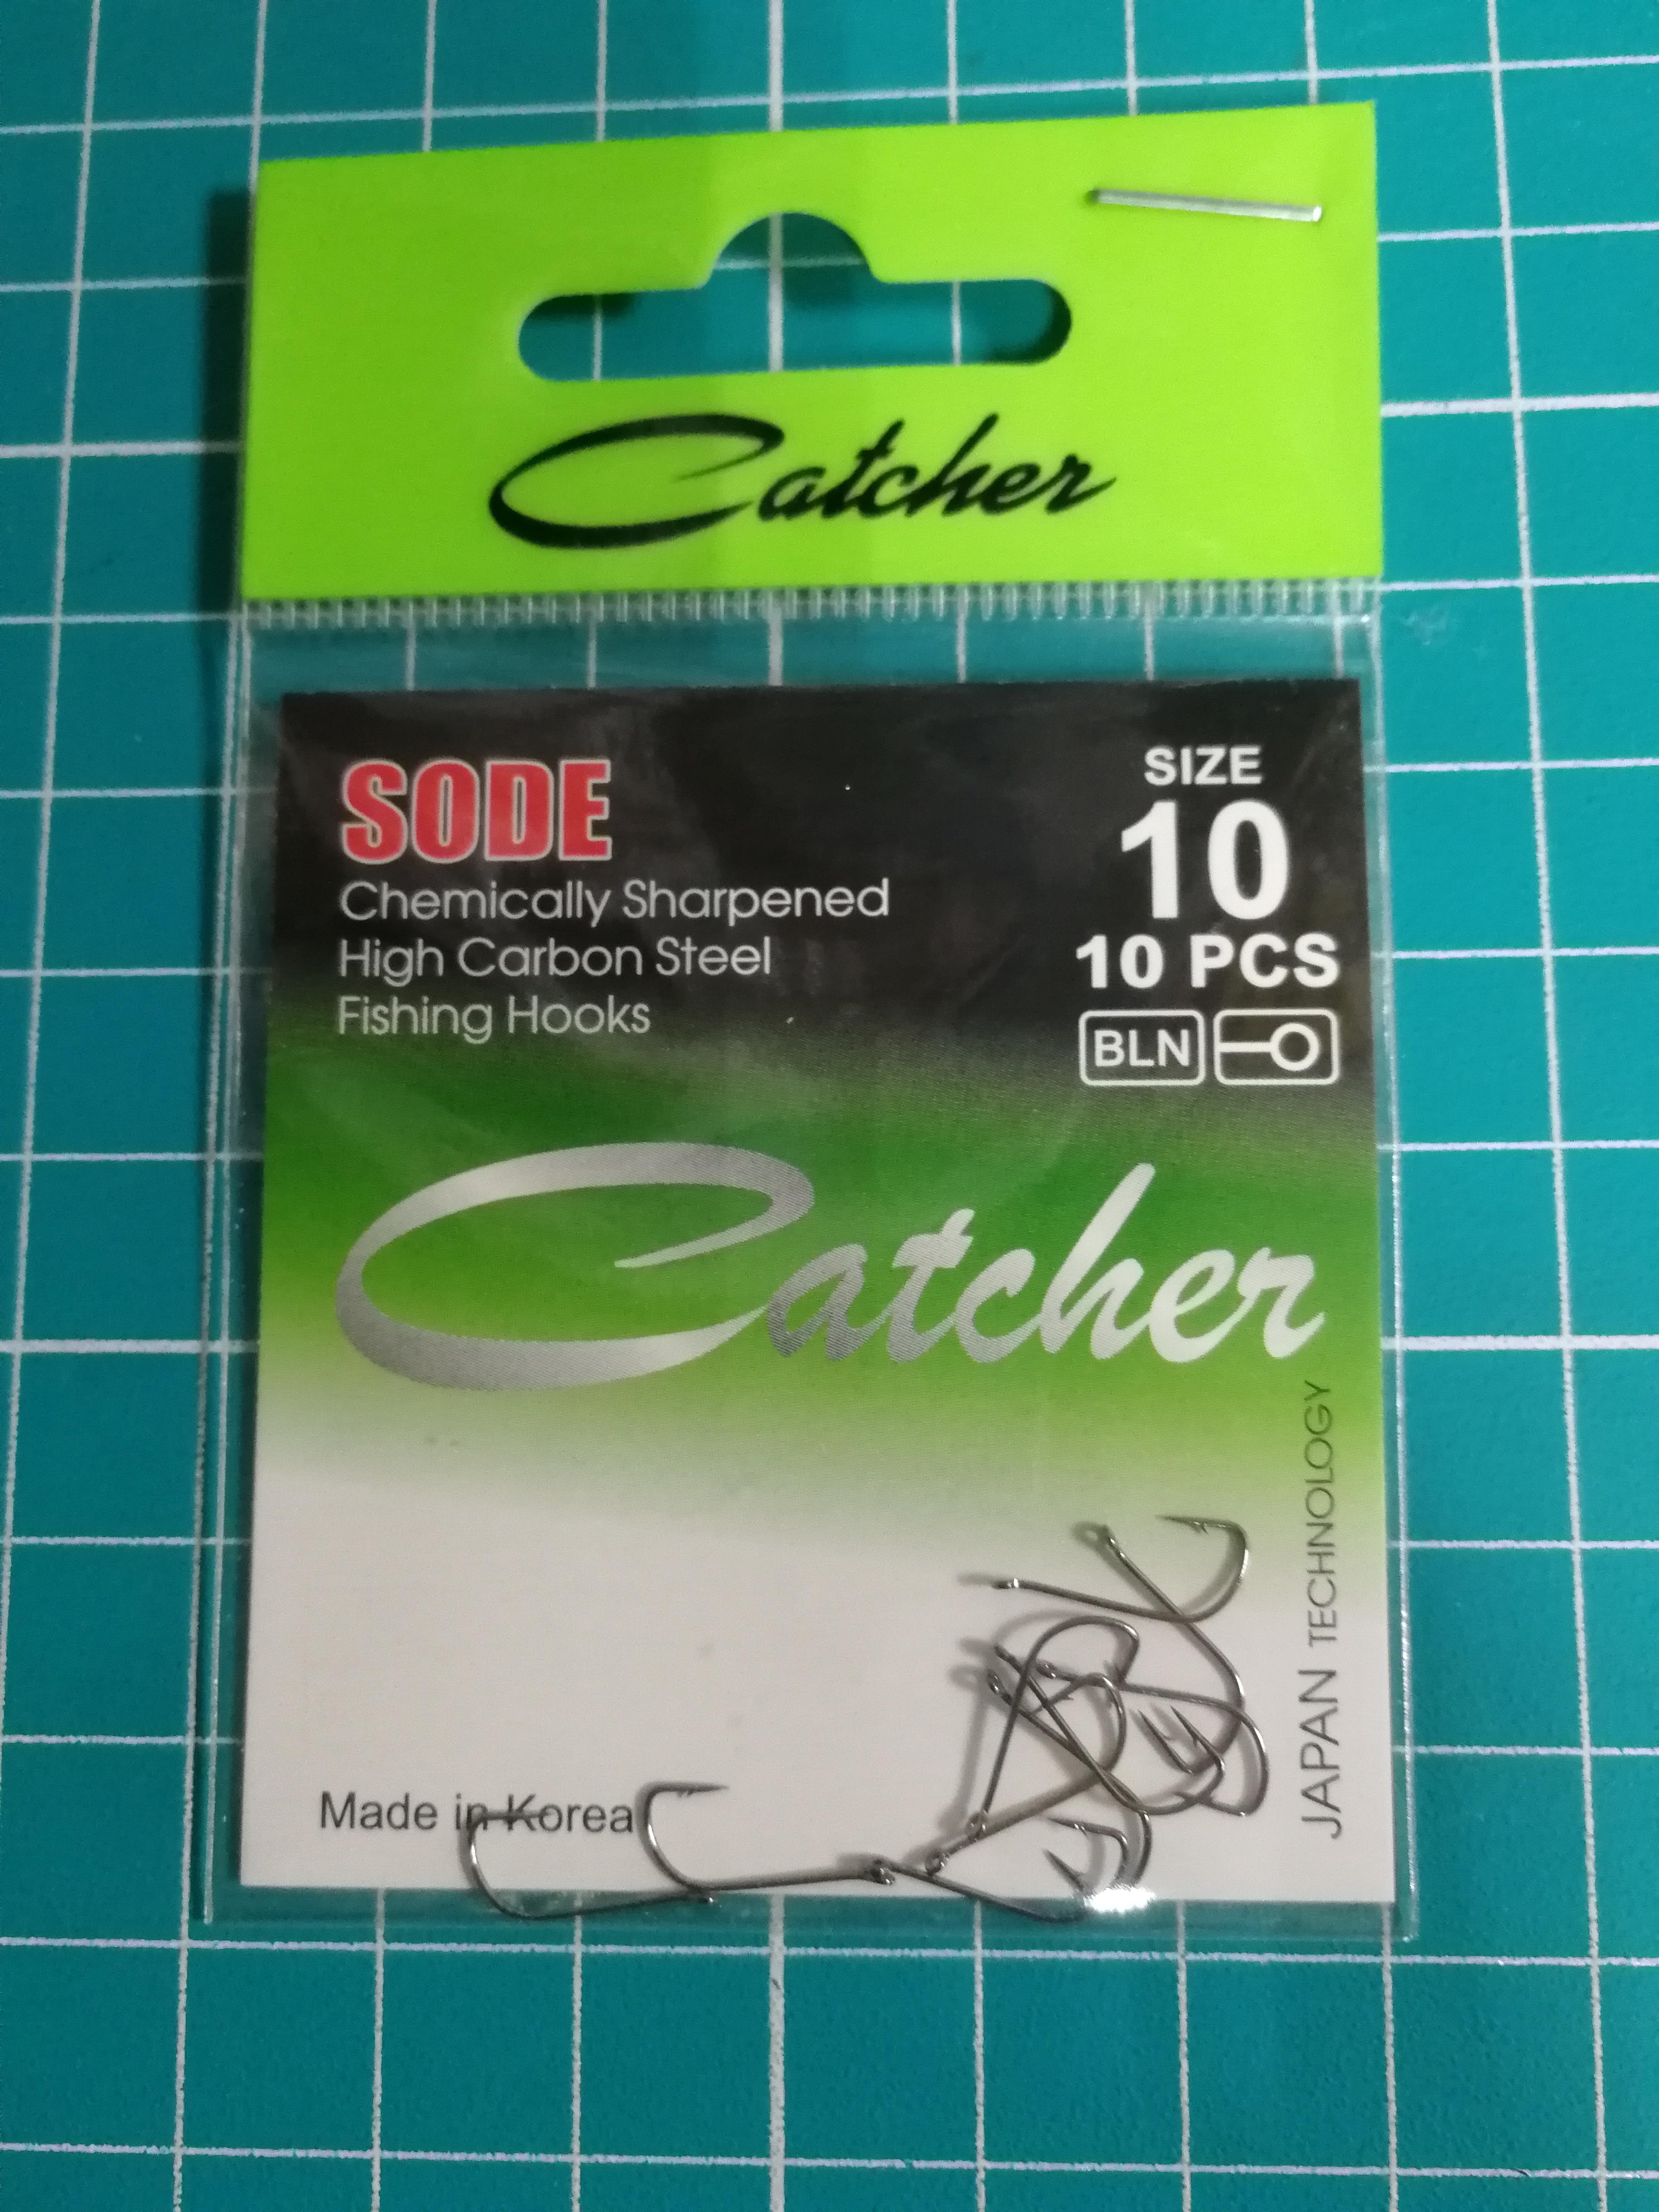 Catcher
SODE
Chemically Sharpened
High Carbon Steel
Fishing Hooks
SIZE
10
10 PCS
BLN
Catcher
JAPAN TECHNOLOGY
Made in Korea